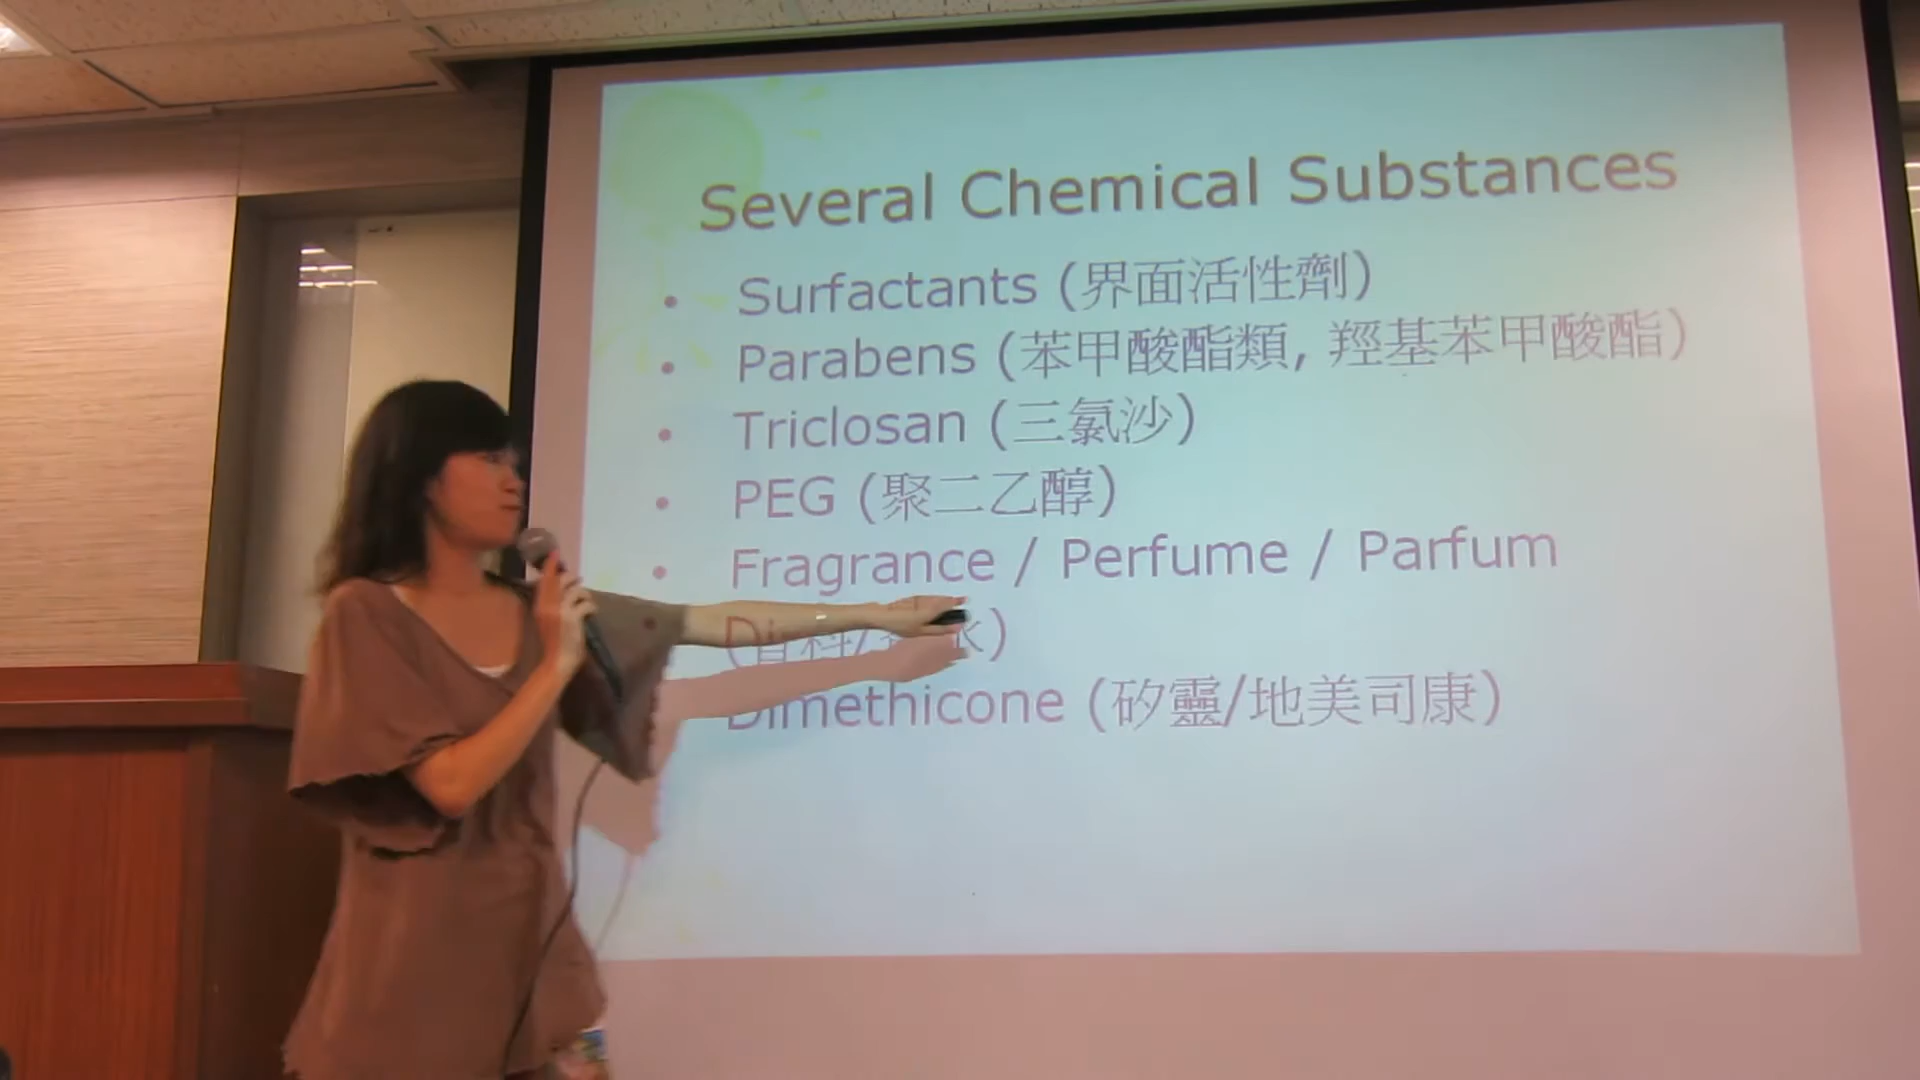 Several Chemical Substances
• Surfactants (界面活性劑)
• Parabens (苯甲酸酯類, 羥基苯甲酸酯)
• Triclosan (三氯沙)
• PEG (聚二乙醇)
• Fragrance / Perfume / Parfum
Dimethicone (矽靈/地美司康)